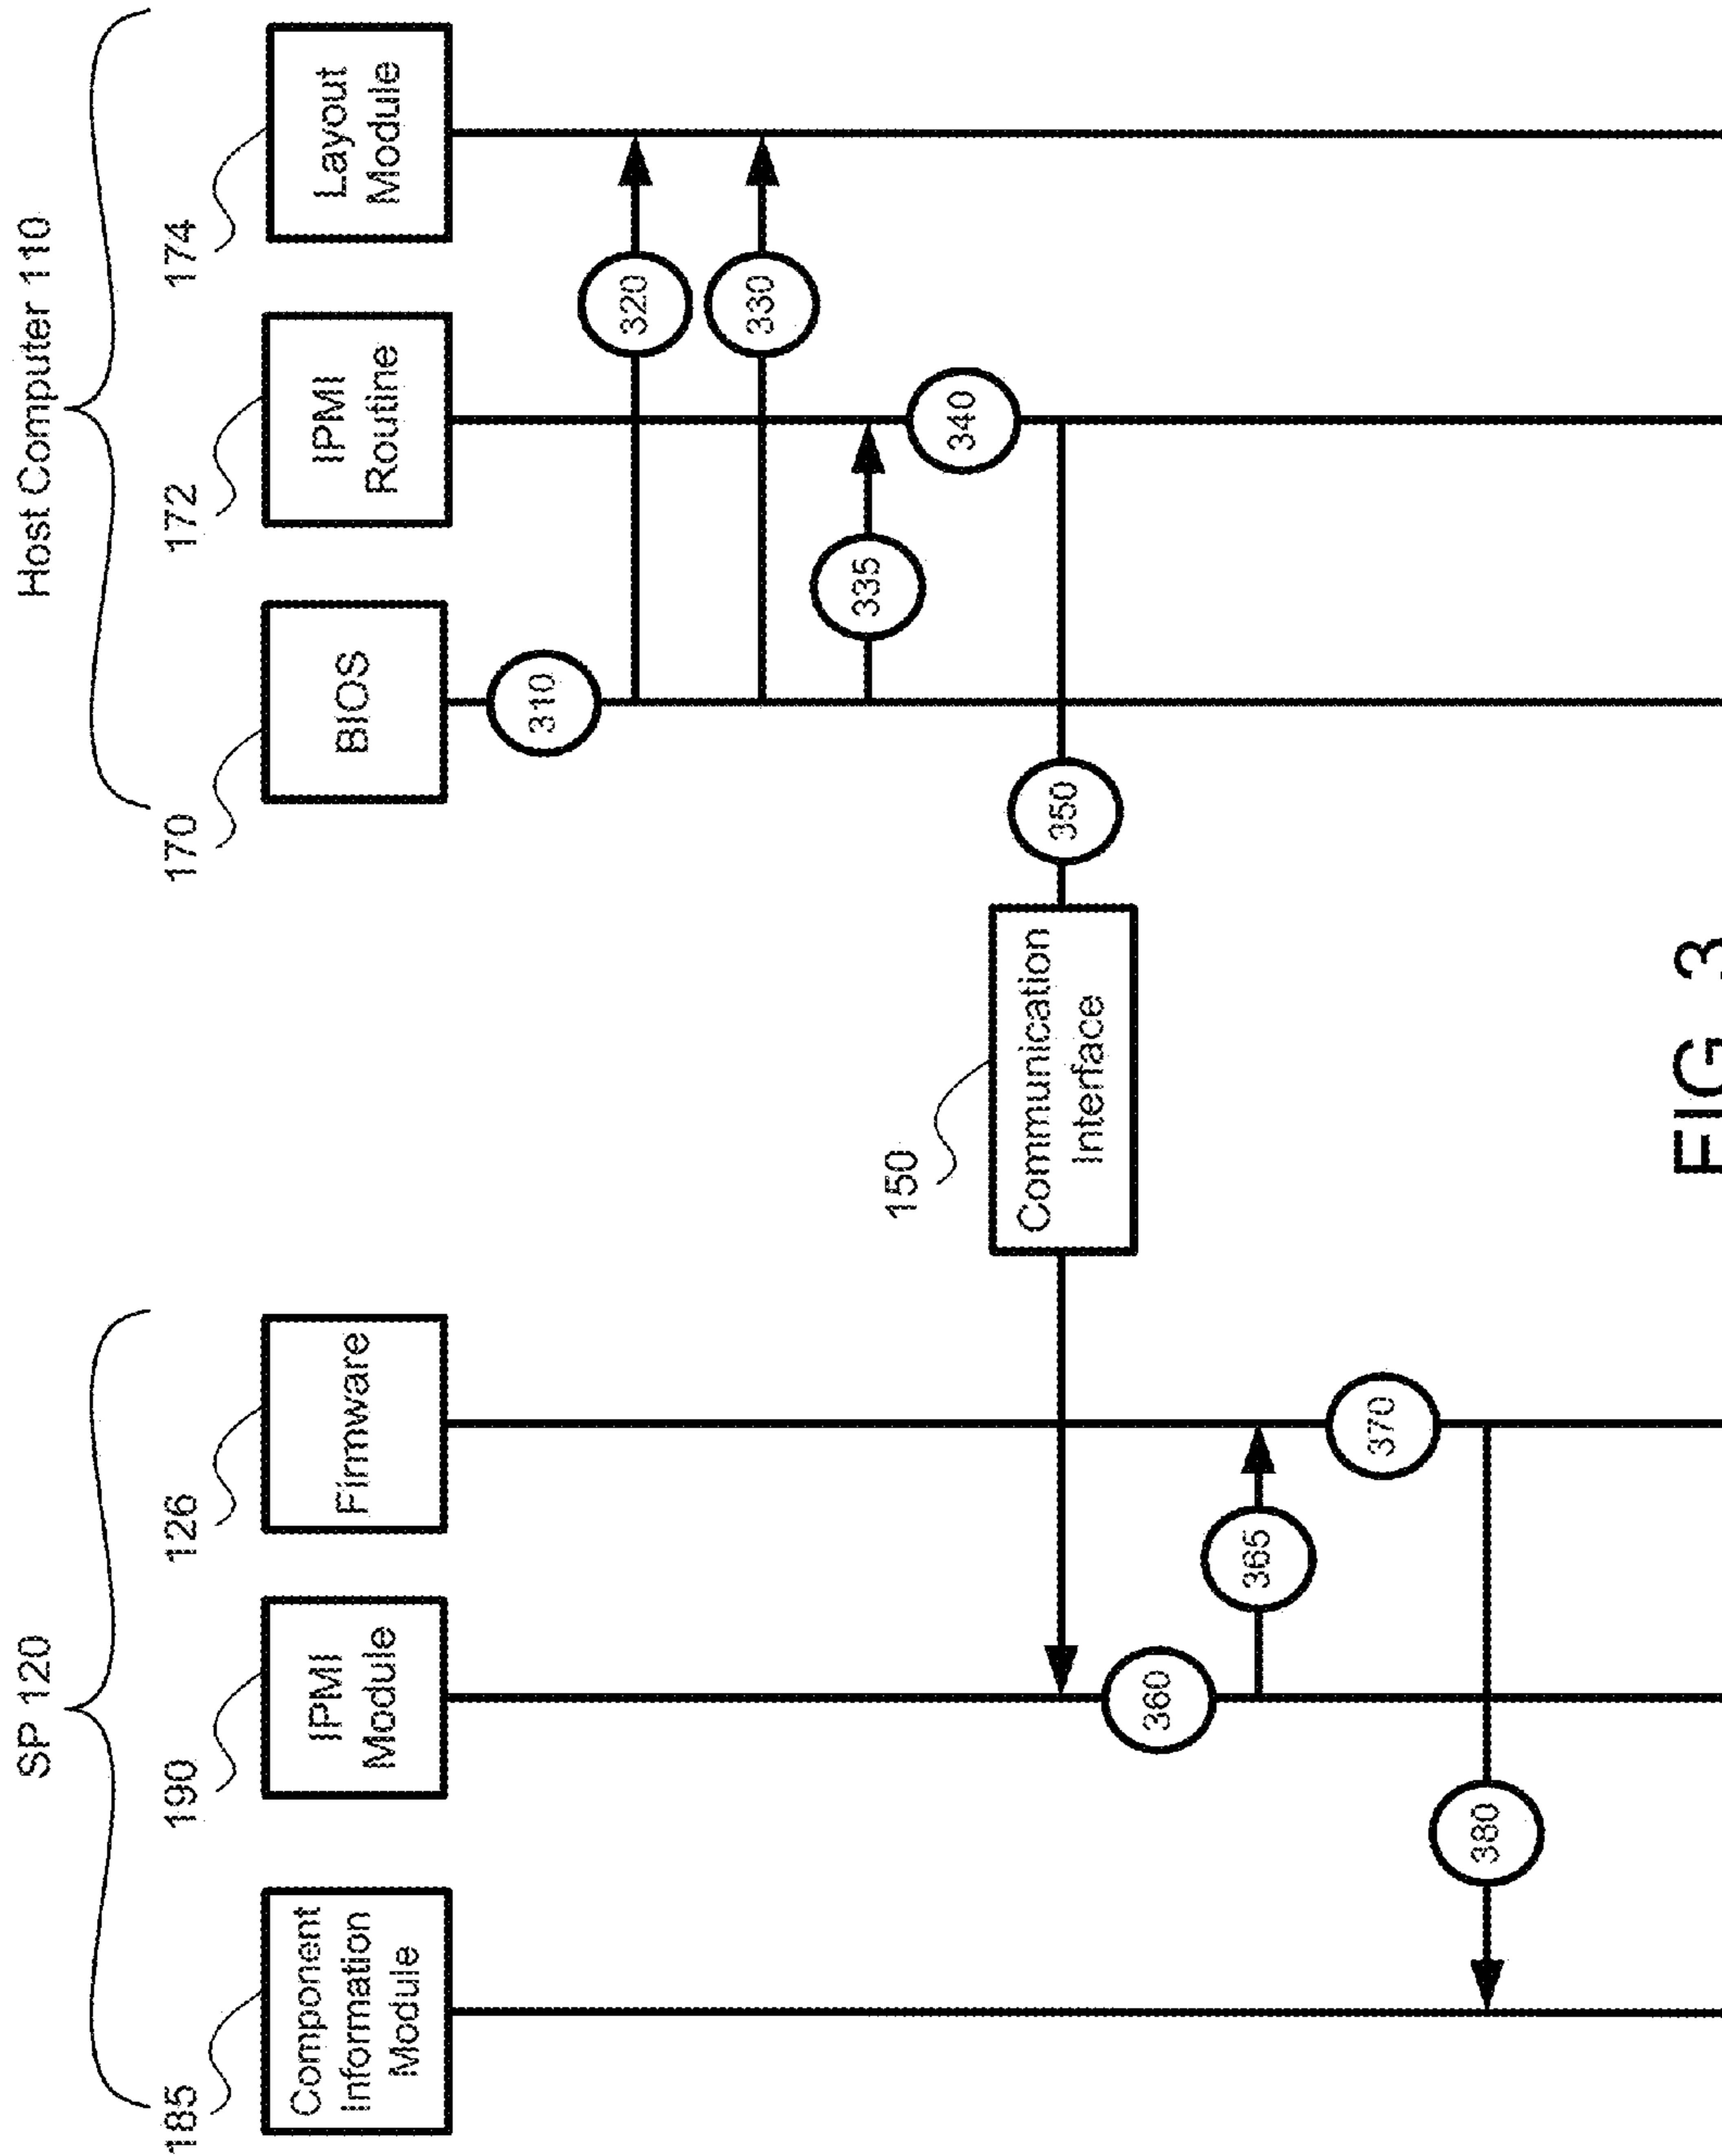 SP 120
Host Computer 110
185
190
126
170
172
174
Component
Information
Module
IPMI
Module
Firmware
BIOS
IPMI
Routine
Layout
Module
310
320
330
335
340
150
Communication
Interface
350
360
365
370
380
FIG. 3